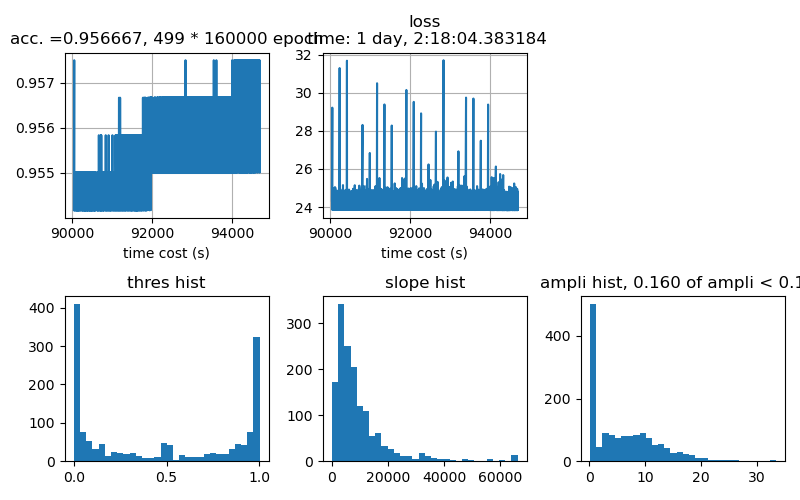 acc. =0.956667, 499 * 160000 epoch
loss
time: 1 day, 2:18:04.383184
0.957
0.956
0.955
90000 92000 94000
time cost (s)
32
30
28
26
24
90000 92000 94000
time cost (s)
thres hist
400
300
200
100
0
0.0 0.5 1.0
slope hist
300
200
100
0
0 20000 40000 60000
ampli hist, 0.160 of ampli < 0.1
400
200
0
0 10 20 30